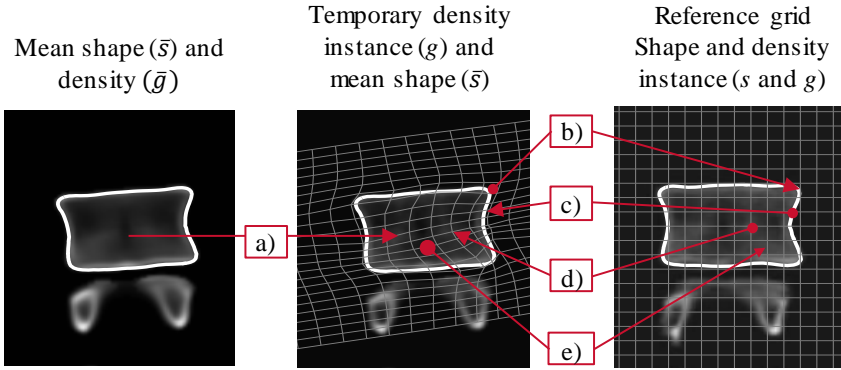 Mean shape (s̄) and
density (ḡ)
Temporary density
instance (g) and
mean shape (s̄)
Reference grid
Shape and density
instance (s and g)
a)
b)
c)
d)
e)